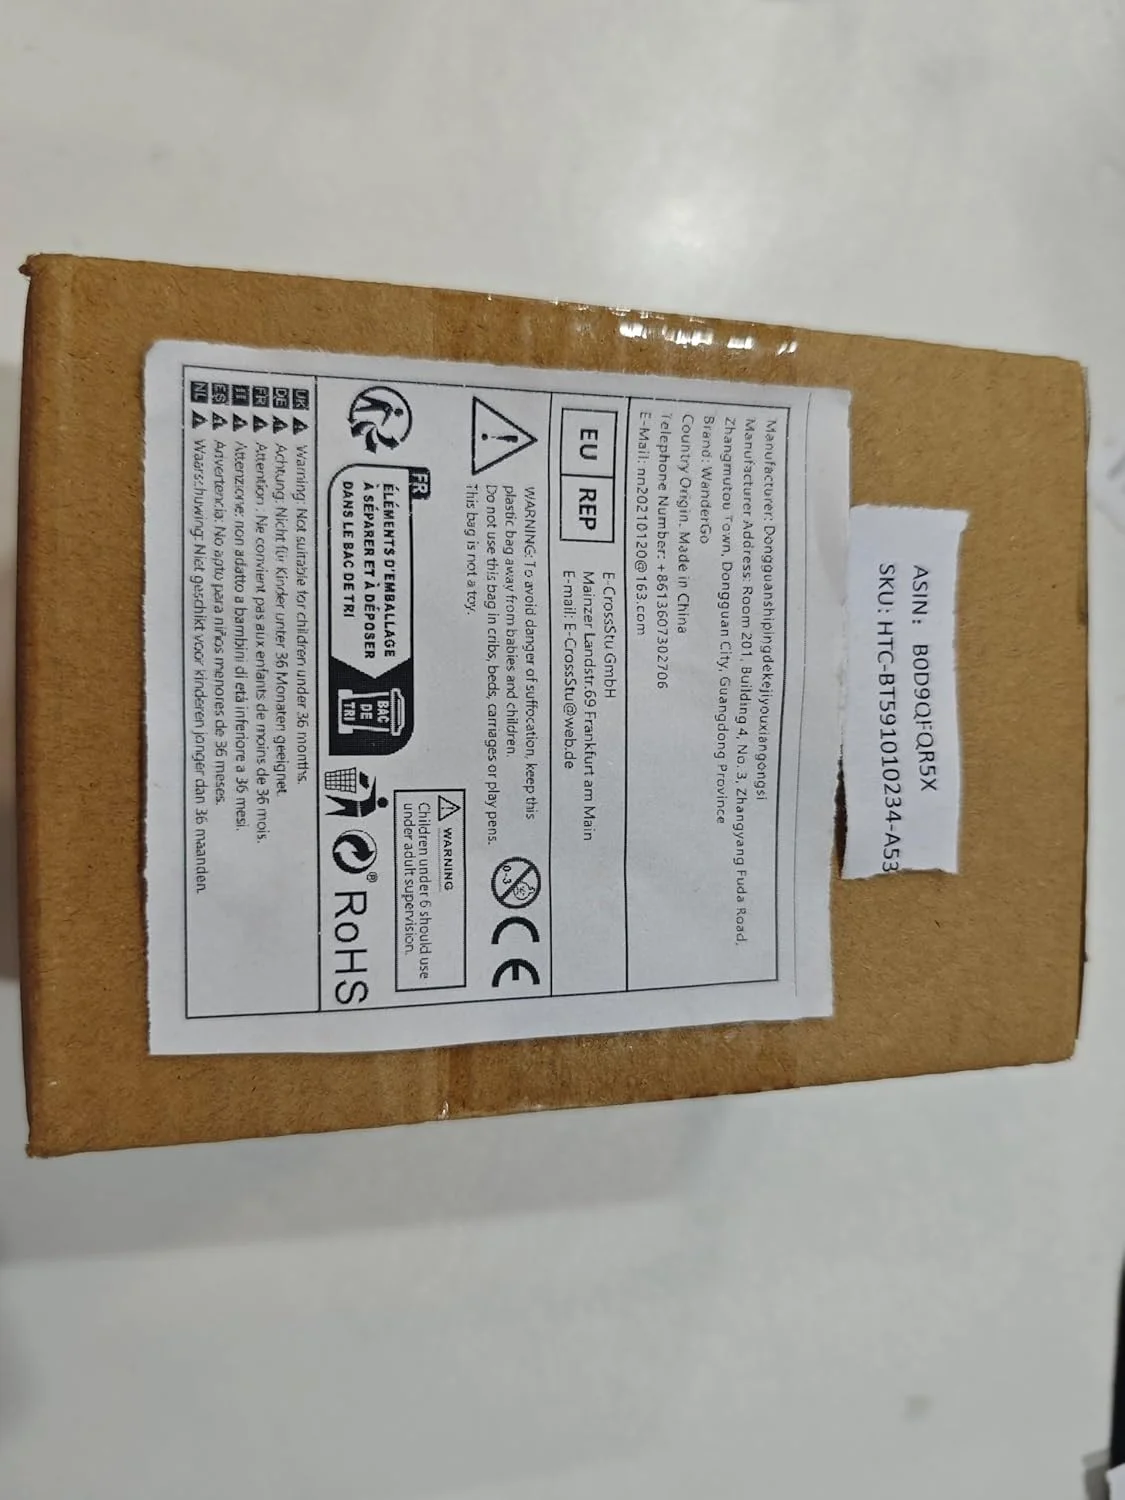 ASIN: B0D9QFQR5X
SKU: HTC-BT591010234-A53
Manufacturer: Dongguanshipingdekejiyouxiangongsi
Manufacturer Address: Room 201, Building 4, No. 3, Zhangyang Fuda Road,
Zhangmutou Town, Dongguan City, Guangdong Province
Brand: WanderGo
Country Origin: Made in China
Telephone Number: +8613607302706
E-Mail: nn20210120@163.com
EU REP
E-CrossStu GmbH
Mainzer Landstr.69 Frankfurt am Main
E-mail: E-CrossStu@web.de
WARNING: To avoid danger of suffocation, keep this
plastic bag away from babies and children.
Do not use this bag in cribs, beds, carriages or play pens.
This bag is not a toy.
0-3
CE
WARNING
Children under 6 should use
under adult supervision.
FR
ÉLÉMENTS D'EMBALLAGE
À SÉPARER ET À DÉPOSER
DANS LE BAC DE TRI
BAC
DE
TRI
® RoHS
UK Warning: Not suitable for children under 36 months.
DE Achtung: Nicht für Kinder unter 36 Monaten geeignet
FR Attention: Ne convient pas aux enfants de moins de 36 mois.
IT Attenzione: non adatto a bambini di età inferiore a 36 mesi.
ES Advertencia: No apto para niños menores de 36 meses.
NL Waarschuwing: Niet geschikt voor kinderen jonger dan 36 maanden.